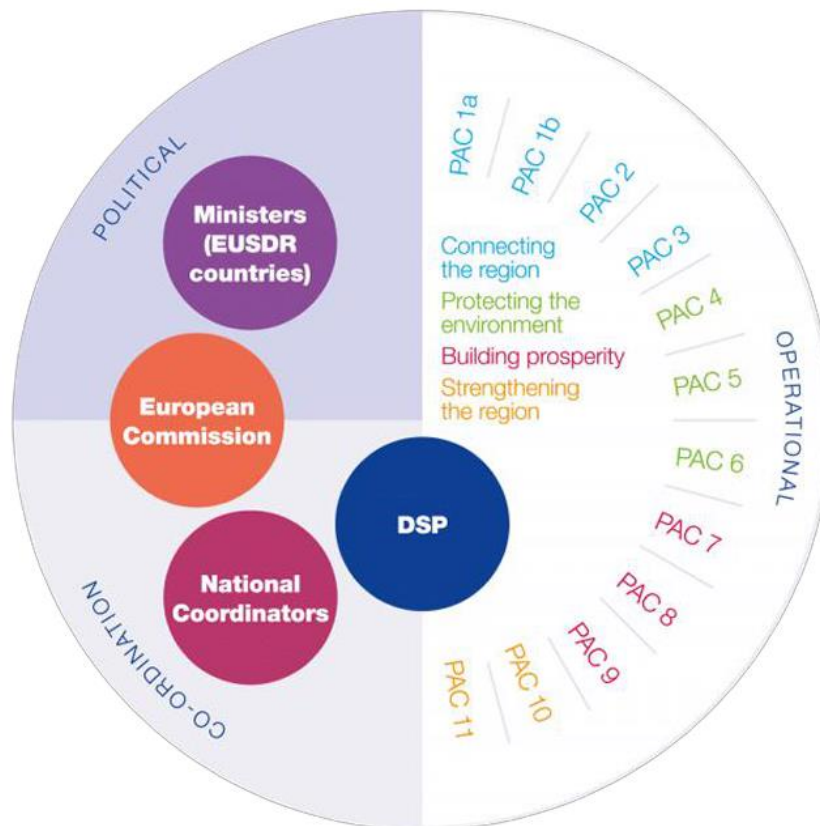 POLITICAL
Ministers
(EUSDR
countries)
European
Commission
National
Coordinators
CO-ORDINATION
DSP
Connecting
the region
Protecting the
environment
Building prosperity
Strengthening
the region
PAC 1a
PAC 1b
PAC 2
PAC 3
PAC 4
PAC 5
PAC 6
PAC 7
PAC 8
PAC 9
PAC 10
PAC 11
OPERATIONAL